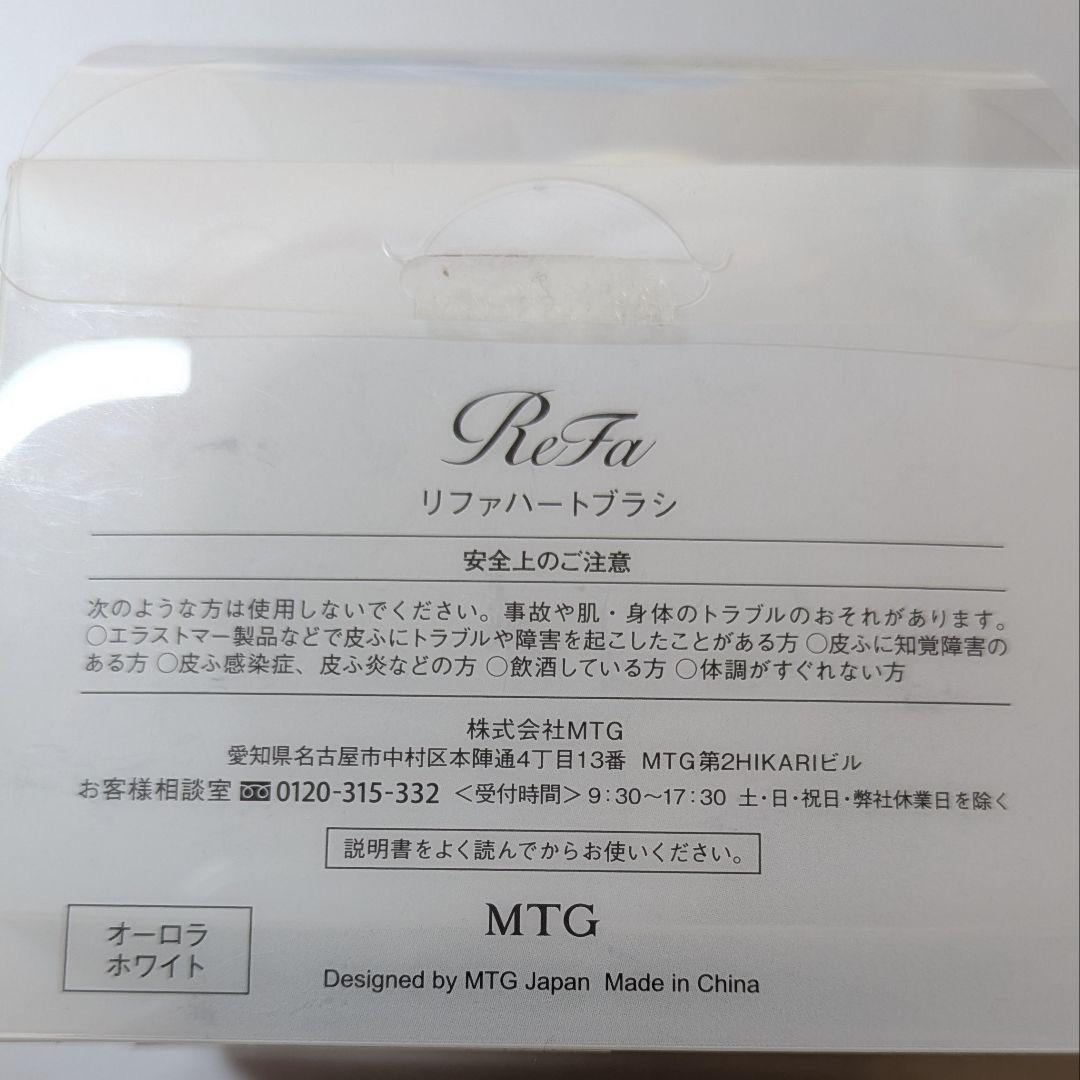 ReFa
リファハートブラシ
安全上のご注意
次のような方は使用しないでください。事故や肌・身体のトラブルのおそれがあります。
○エラストマー製品などで皮ふにトラブルや障害を起こしたことがある方 ○皮ふに知覚障害の
ある方 ○皮ふ感染症、皮ふ炎などの方 ○飲酒している方 ○体調がすぐれない方
株式会社MTG
愛知県名古屋市中村区本陣通4丁目13番 MTG第2HIKARIビル
お客様相談室 0120-315-332 <受付時間> 9:30〜17:30 土・日・祝日・弊社休業日を除く
説明書をよく読んでからお使いください。
MTG
オーロラ
ホワイト
Designed by MTG Japan Made in China